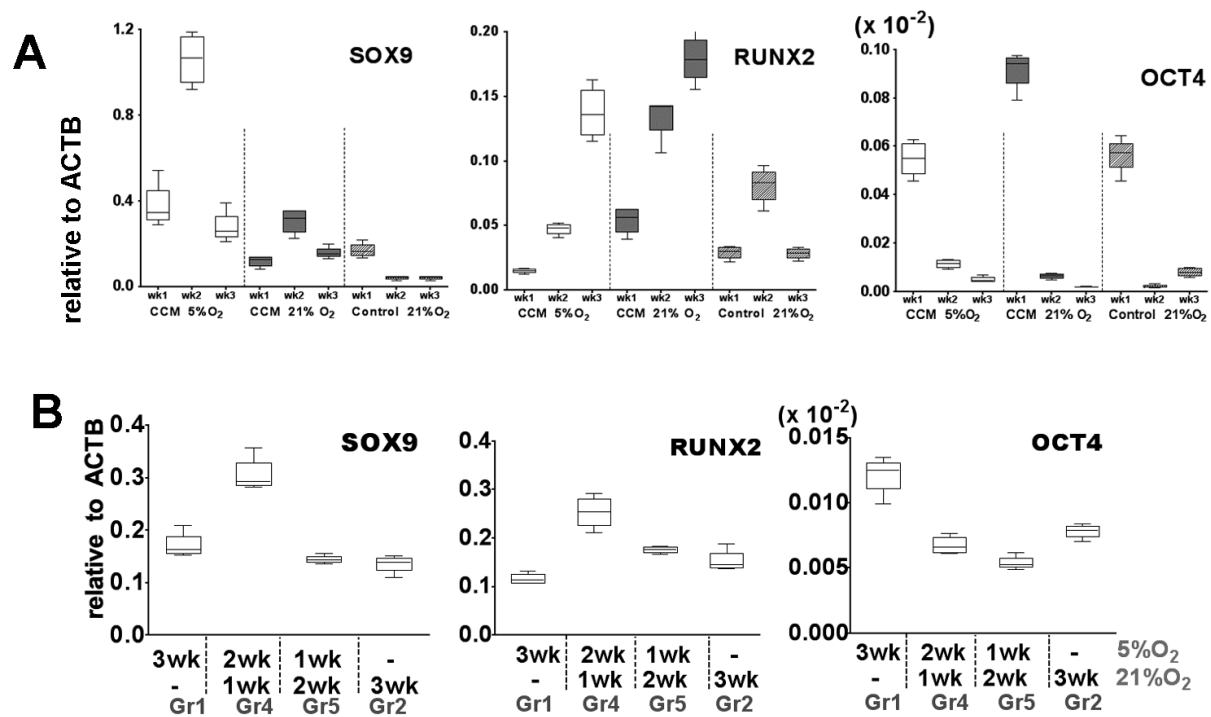 A
relative to ACTB
SOX9
1.2
0.8
0.4
0.0
wk1 wk2 wk3 wk1 wk2 wk3 wk1 wk2 wk3
CCM 5%O2 CCM 21% O2 Control 21%O2
RUNX2
0.20
0.15
0.10
0.05
0.00
wk1 wk2 wk3 wk1 wk2 wk3 wk1 wk2 wk3
CCM 5%O2 CCM 21% O2 Control 21%O2
(x 10-2)
OCT4
0.10
0.08
0.06
0.04
0.02
0.00
wk1 wk2 wk3 wk1 wk2 wk3 wk1 wk2 wk3
CCM 5%O2 CCM 21% O2 Control 21%O2
B
relative to ACTB
SOX9
0.4
0.3
0.2
0.1
0.0
3wk 2wk 1wk -
- 1wk 2wk 3wk
Gr1 Gr4 Gr5 Gr2
RUNX2
0.4
0.3
0.2
0.1
0.0
3wk 2wk 1wk -
- 1wk 2wk 3wk
Gr1 Gr4 Gr5 Gr2
(x 10-2)
OCT4
0.015
0.010
0.005
0.000
3wk 2wk 1wk - 5%O2
- 1wk 2wk 3wk 21%O2
Gr1 Gr4 Gr5 Gr2